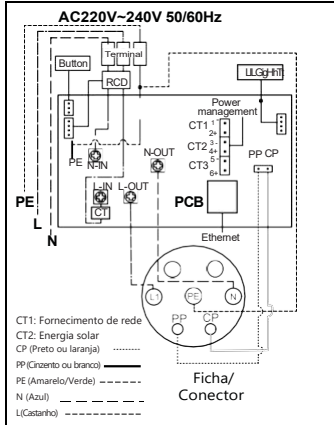 AC220V~240V 50/60Hz
Button
Terminal
RCD
Power
management
CT1
1-
2+
CT2
3-
4+
CT3
5-
6+
PP CP
PE
N-IN
N-OUT
L-IN
L-OUT
CT
PCB
PE
L
N
Ethernet
L1
PE
N
PP
CP
CT1: Fornecimento de rede
CT2: Energia solar
CP (Preto ou laranja)
PP (Cinzento ou branco)
PE (Amarelo/Verde)
N (Azul)
L(Castanho)
Ficha/
Conector